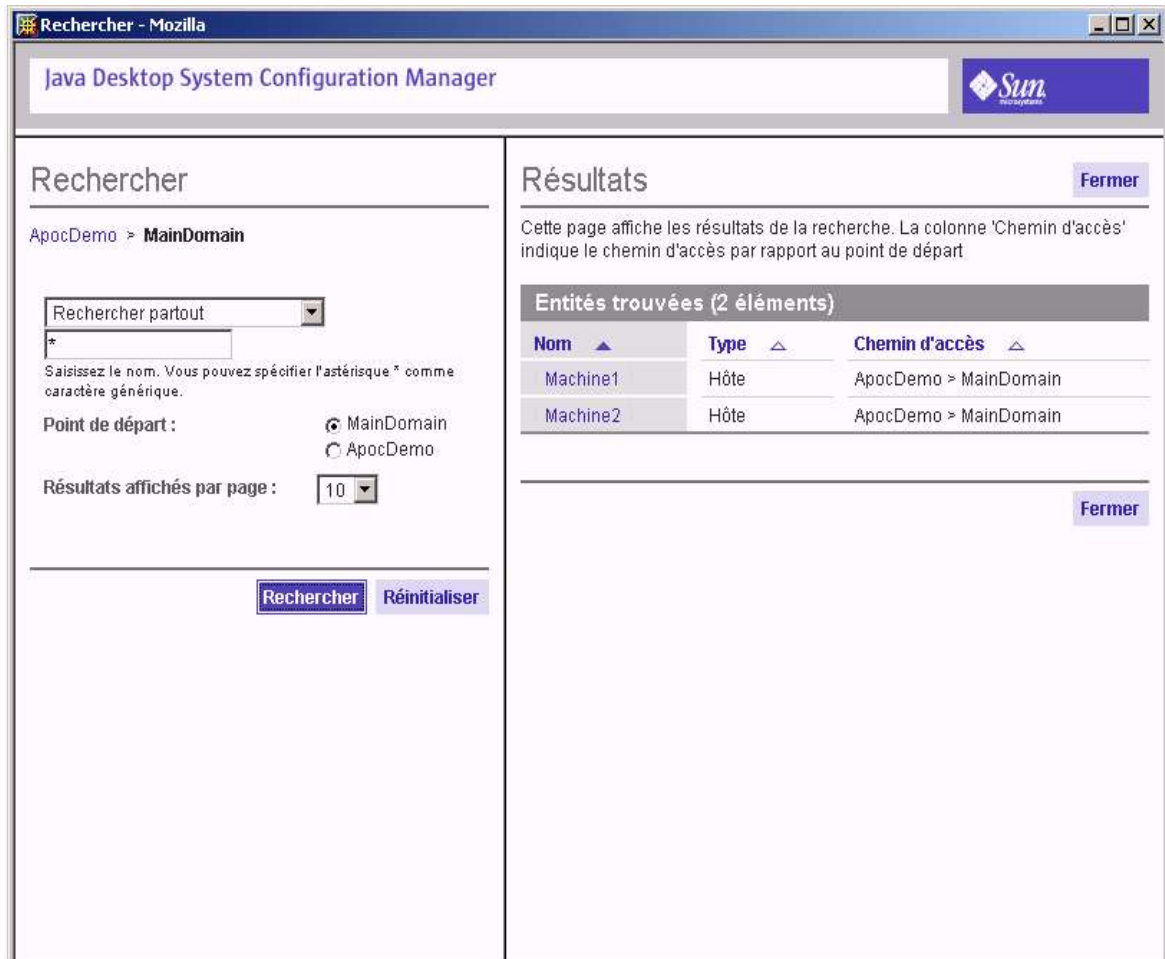 Rechercher - Mozilla
Java Desktop System Configuration Manager
Sun
microsystems
Rechercher
ApocDemo > MainDomain
Rechercher partout
*
Saisissez le nom. Vous pouvez spécifier l'astérisque * comme
caractère générique.
Point de départ :
MainDomain
ApocDemo
Résultats affichés par page :
10
Rechercher
Réinitialiser
Résultats
Fermer
Cette page affiche les résultats de la recherche. La colonne 'Chemin d'accès'
indique le chemin d'accès par rapport au point de départ
Entités trouvées (2 éléments)
Nom Type Chemin d'accès
Machine1 Hôte ApocDemo > MainDomain
Machine2 Hôte ApocDemo > MainDomain
Fermer